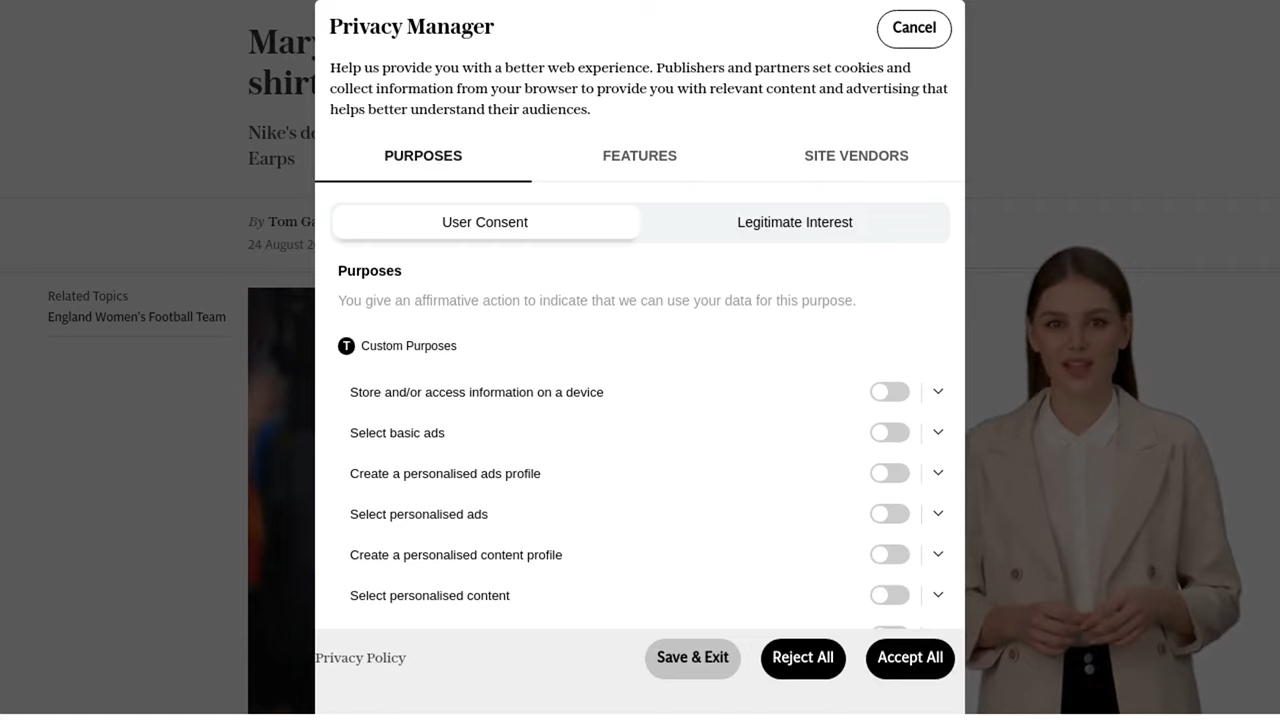 Privacy Manager
Cancel
Help us provide you with a better web experience. Publishers and partners set cookies and
collect information from your browser to provide you with relevant content and advertising that
helps better understand their audiences.
PURPOSES
FEATURES
SITE VENDORS
User Consent
Legitimate Interest
Purposes
You give an affirmative action to indicate that we can use your data for this purpose.
T Custom Purposes
Store and/or access information on a device
Select basic ads
Create a personalised ads profile
Select personalised ads
Create a personalised content profile
Select personalised content
Privacy Policy
Save & Exit
Reject All
Accept All
Nike's
Earps
By Tom
24 August
Related Topics
England Women's Football Team